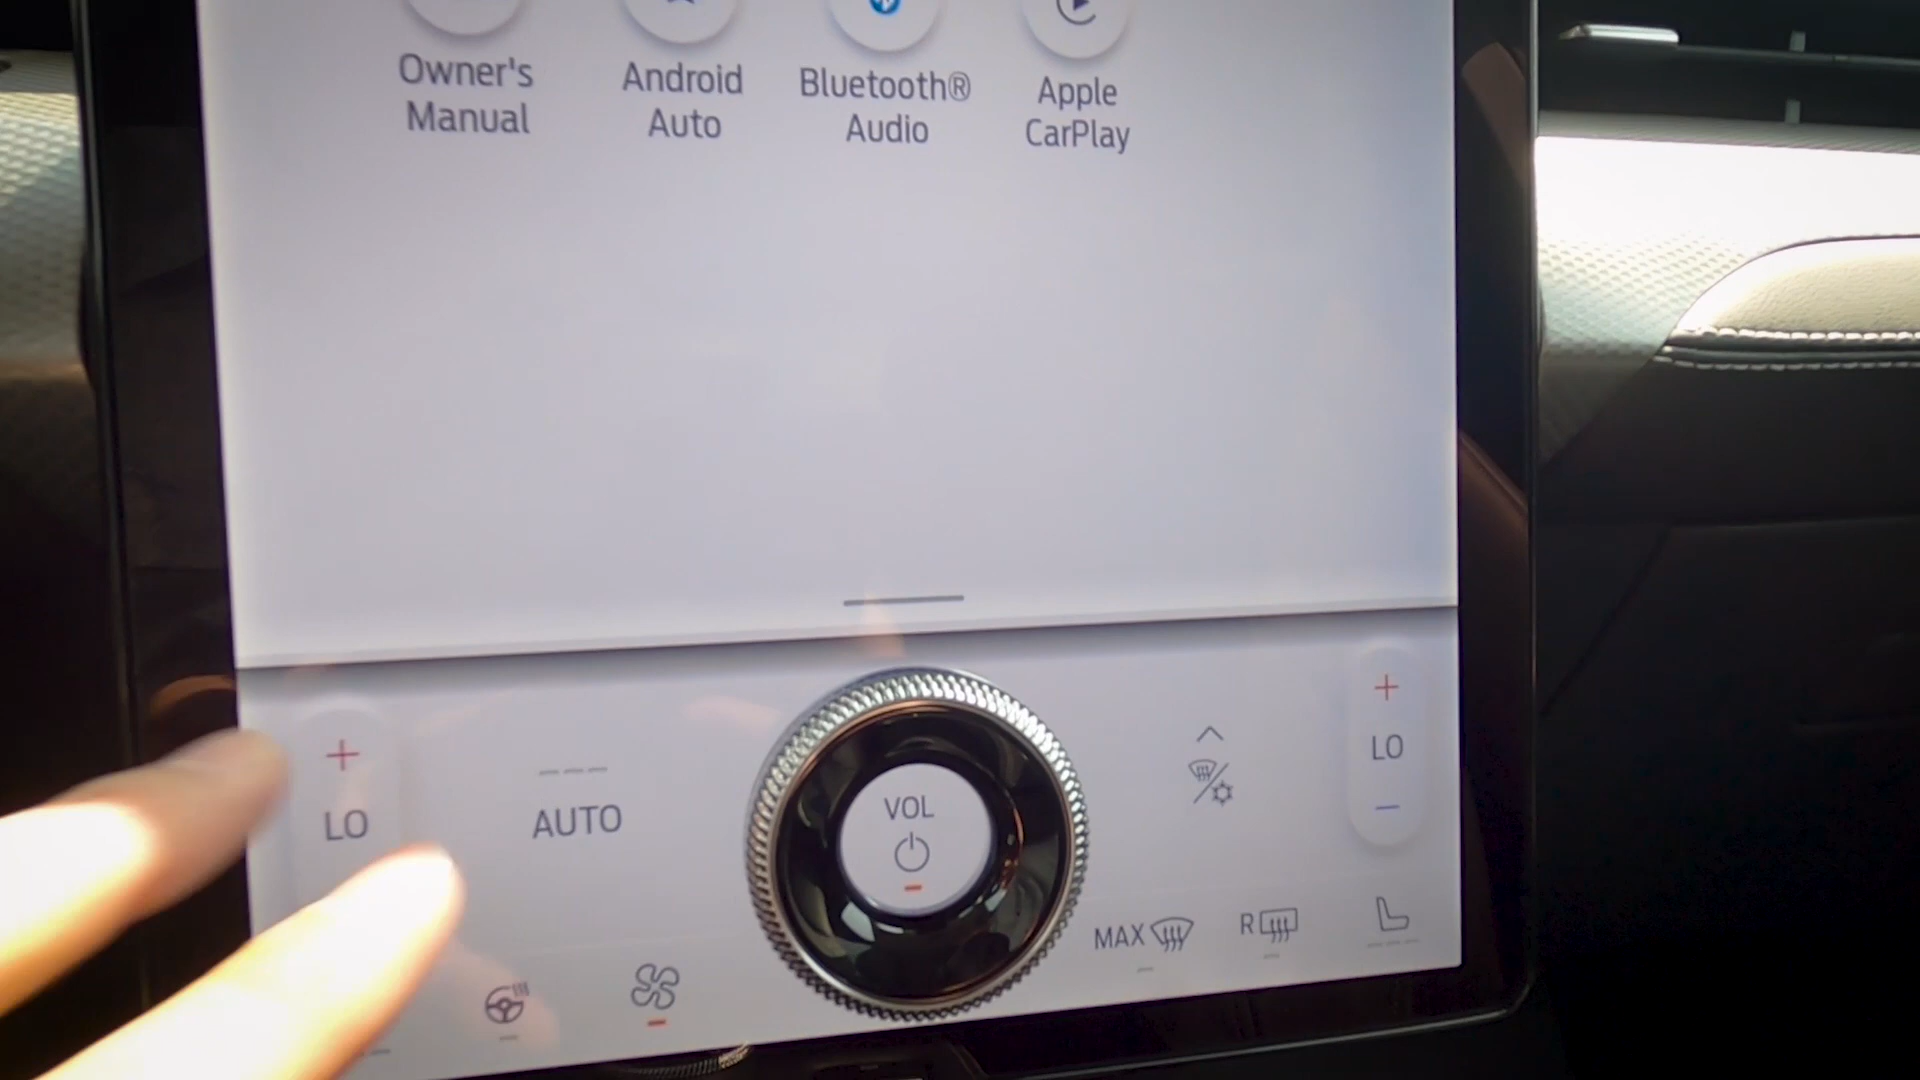 Owner's
Manual
Android
Auto
Bluetooth®
Audio
Apple
CarPlay
+
LO
AUTO
VOL
+
LO
−
MAX
R